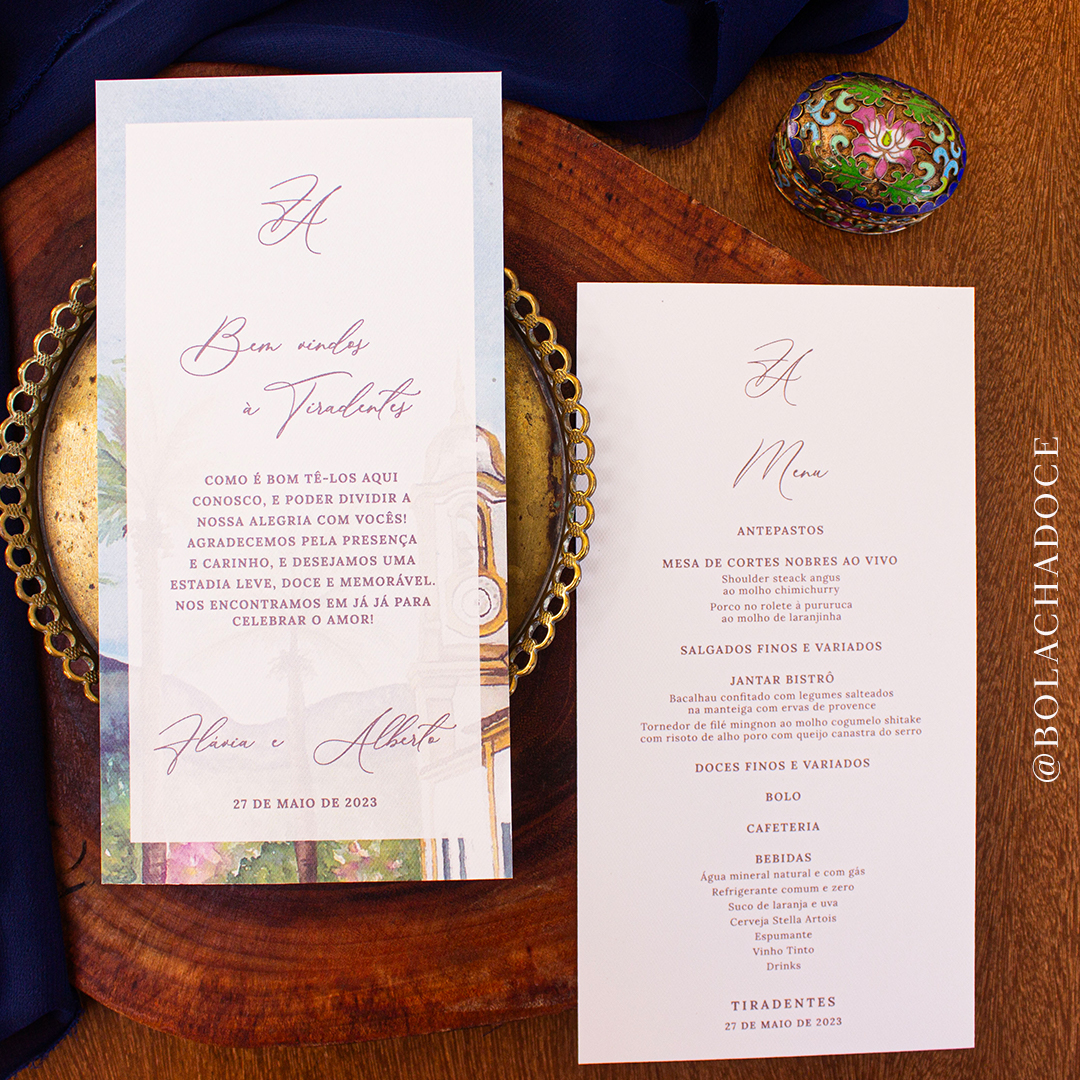 FA
Bem vindos
à Tiradentes
COMO É BOM TÊ-LOS AQUI
CONOSCO, E PODER DIVIDIR A
NOSSA ALEGRIA COM VOCÊS!
AGRADECEMOS PELA PRESENÇA
E CARINHO, E DESEJAMOS UMA
ESTADIA LEVE, DOCE E MEMORÁVEL.
NOS ENCONTRAMOS EM JÁ JÁ PARA
CELEBRAR O AMOR!
Flávia e Alberto
27 DE MAIO DE 2023
FA
Menu
ANTEPASTOS
MESA DE CORTES NOBRES AO VIVO
Shoulder steack angus
ao molho chimichurry
Porco no rolete à pururuca
ao molho de laranjinha
SALGADOS FINOS E VARIADOS
JANTAR BISTRÔ
Bacalhau confitado com legumes salteados
na manteiga com ervas de provence
Tornedor de filé mingnon ao molho cogumelo shitake
com risoto de alho poró com queijo canastra do serro
DOCES FINOS E VARIADOS
BOLO
CAFETERIA
BEBIDAS
Água mineral natural e com gás
Refrigerante comum e zero
Suco de laranja e uva
Cerveja Stella Artois
Espumante
Vinho Tinto
Drinks
TIRADENTES
27 DE MAIO DE 2023
@BOLACHADOCE